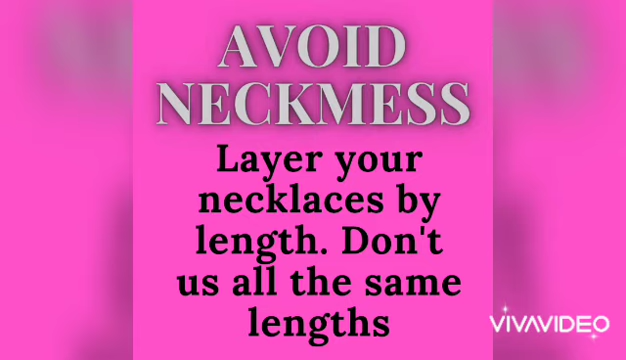 AVOID
NECKMESS
Layer your
necklaces by
length. Don't
us all the same
lengths
VIVAVIDEO